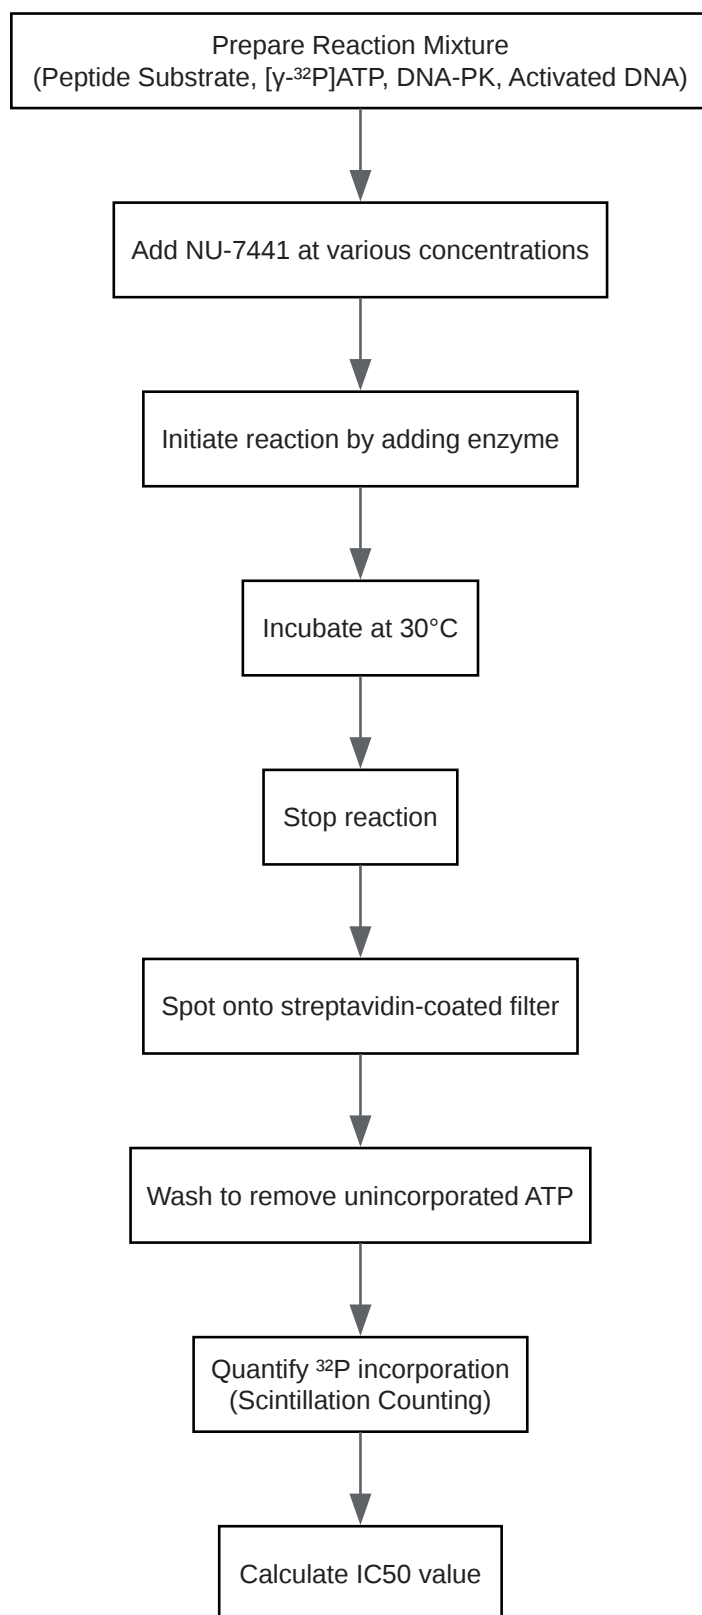 Prepare Reaction Mixture
(Peptide Substrate, [γ-³²P]ATP, DNA-PK, Activated DNA)
Add NU-7441 at various concentrations
Initiate reaction by adding enzyme
Incubate at 30°C
Stop reaction
Spot onto streptavidin-coated filter
Wash to remove unincorporated ATP
Quantify ³²P incorporation
(Scintillation Counting)
Calculate IC50 value